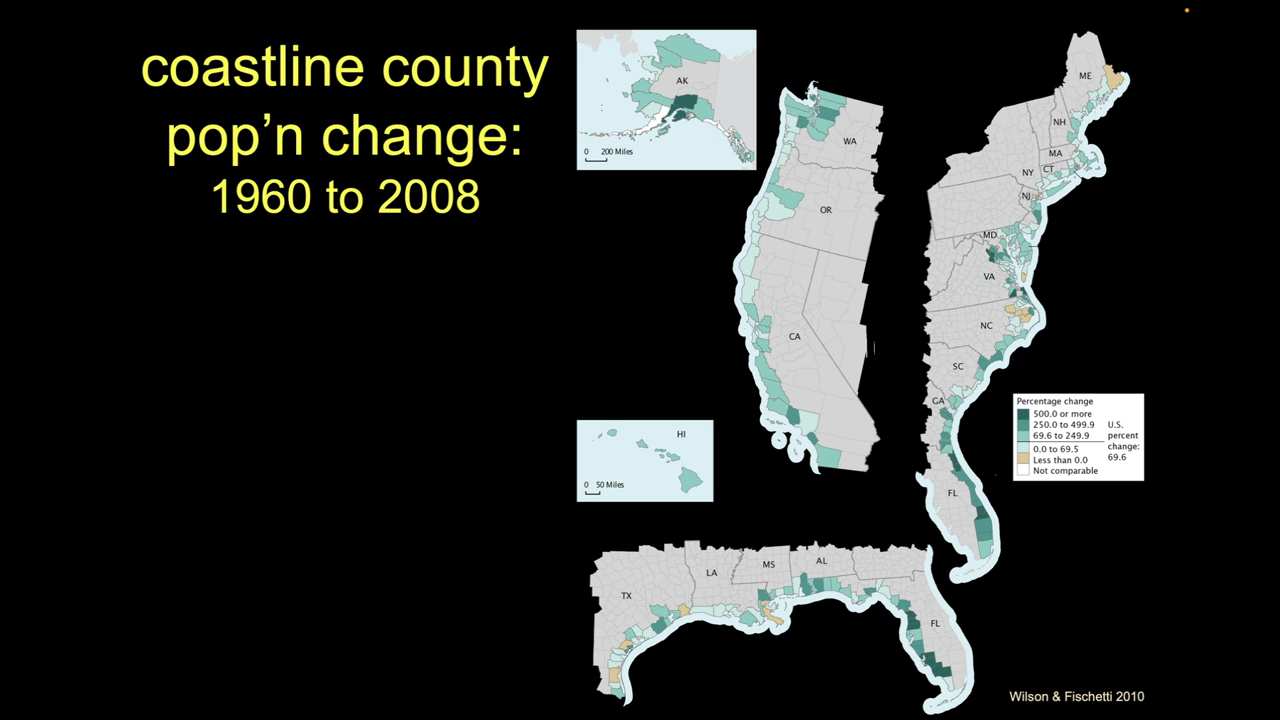 coastline county
pop’n change:
1960 to 2008
AK
0 200 Miles
HI
0 50 Miles
WA
OR
CA
ME
NH
MA
CT
NY
NJ
MD
VA
NC
SC
GA
FL
Percentage change
500.0 or more
250.0 to 499.9
69.6 to 249.9
0.0 to 69.5
Less than 0.0
Not comparable
U.S.
percent
change:
69.6
TX
LA
MS
AL
FL
Wilson & Fischetti 2010